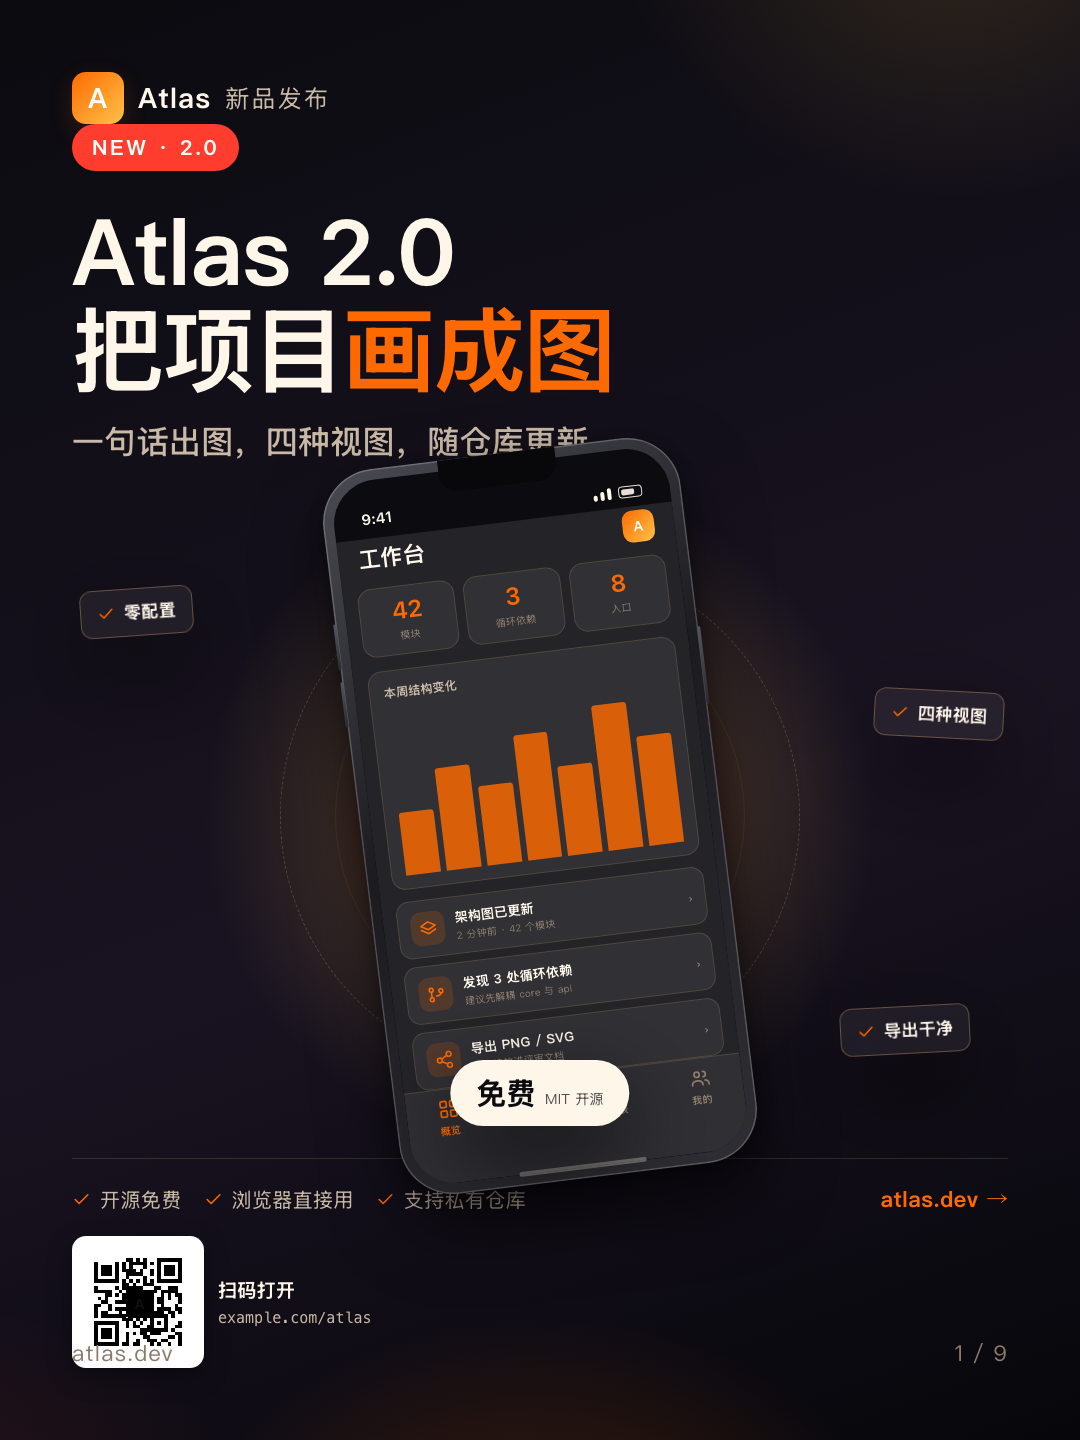 A Atlas 新品发布
NEW · 2.0
Atlas 2.0
把项目画成图
一句话出图，四种视图，随仓库更新
9:41
工作台
A
42
模块
3
循环依赖
8
入口
本周结构变化
零配置
四种视图
架构图已更新
2 分钟前 · 42 个模块
发现 3 处循环依赖
建议先解耦 core 与 api
导出 PNG / SVG
导出干净
免费 MIT 开源
概览
我的
开源免费
浏览器直接用
支持私有仓库
atlas.dev →
扫码打开
example.com/atlas
atlas.dev
1 / 9